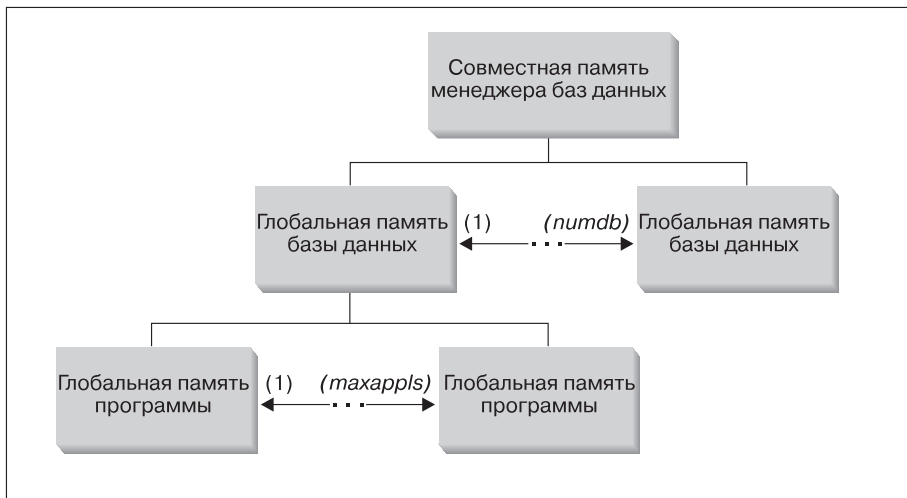 Совместная память
менеджера баз данных
Глобальная память
базы данных
(1)
(numdb)
Глобальная память
базы данных
Глобальная память
программы
(1)
(maxappls)
Глобальная память
программы